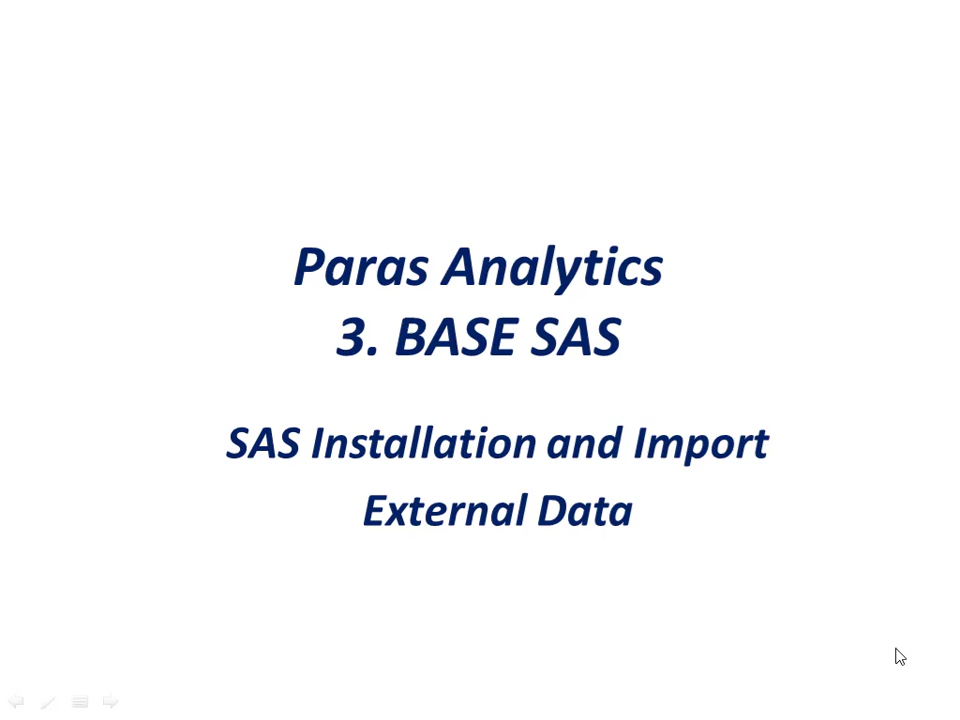 Paras Analytics
3. BASE SAS
SAS Installation and Import
External Data